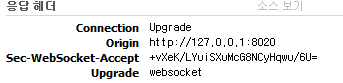 응답 헤더 소스 보기
Connection Upgrade
Origin http://127.0.0.1:8020
Sec-WebSocket-Accept +vXeK/LYuiSXuMcG8NCyHqwu/6U=
Upgrade websocket